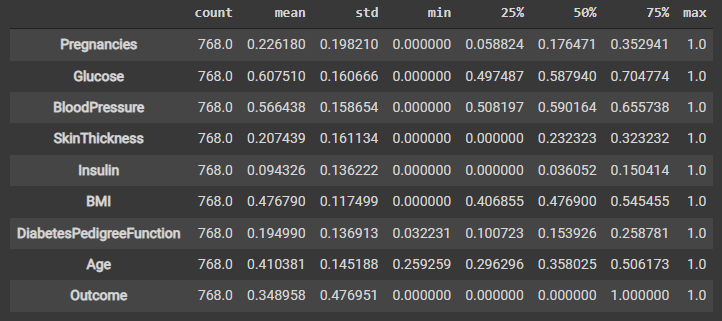 count mean std min 25% 50% 75% max
Pregnancies 768.0 0.226180 0.198210 0.000000 0.058824 0.176471 0.352941 1.0
Glucose 768.0 0.607510 0.160666 0.000000 0.497487 0.587940 0.704774 1.0
BloodPressure 768.0 0.566438 0.158654 0.000000 0.508197 0.590164 0.655738 1.0
SkinThickness 768.0 0.207439 0.161134 0.000000 0.000000 0.232323 0.323232 1.0
Insulin 768.0 0.094326 0.136222 0.000000 0.000000 0.036052 0.150414 1.0
BMI 768.0 0.476790 0.117499 0.000000 0.406855 0.476900 0.545455 1.0
DiabetesPedigreeFunction 768.0 0.194990 0.136913 0.032231 0.100723 0.153926 0.258781 1.0
Age 768.0 0.410381 0.145188 0.259259 0.296296 0.358025 0.506173 1.0
Outcome 768.0 0.348958 0.476951 0.000000 0.000000 0.000000 1.000000 1.0